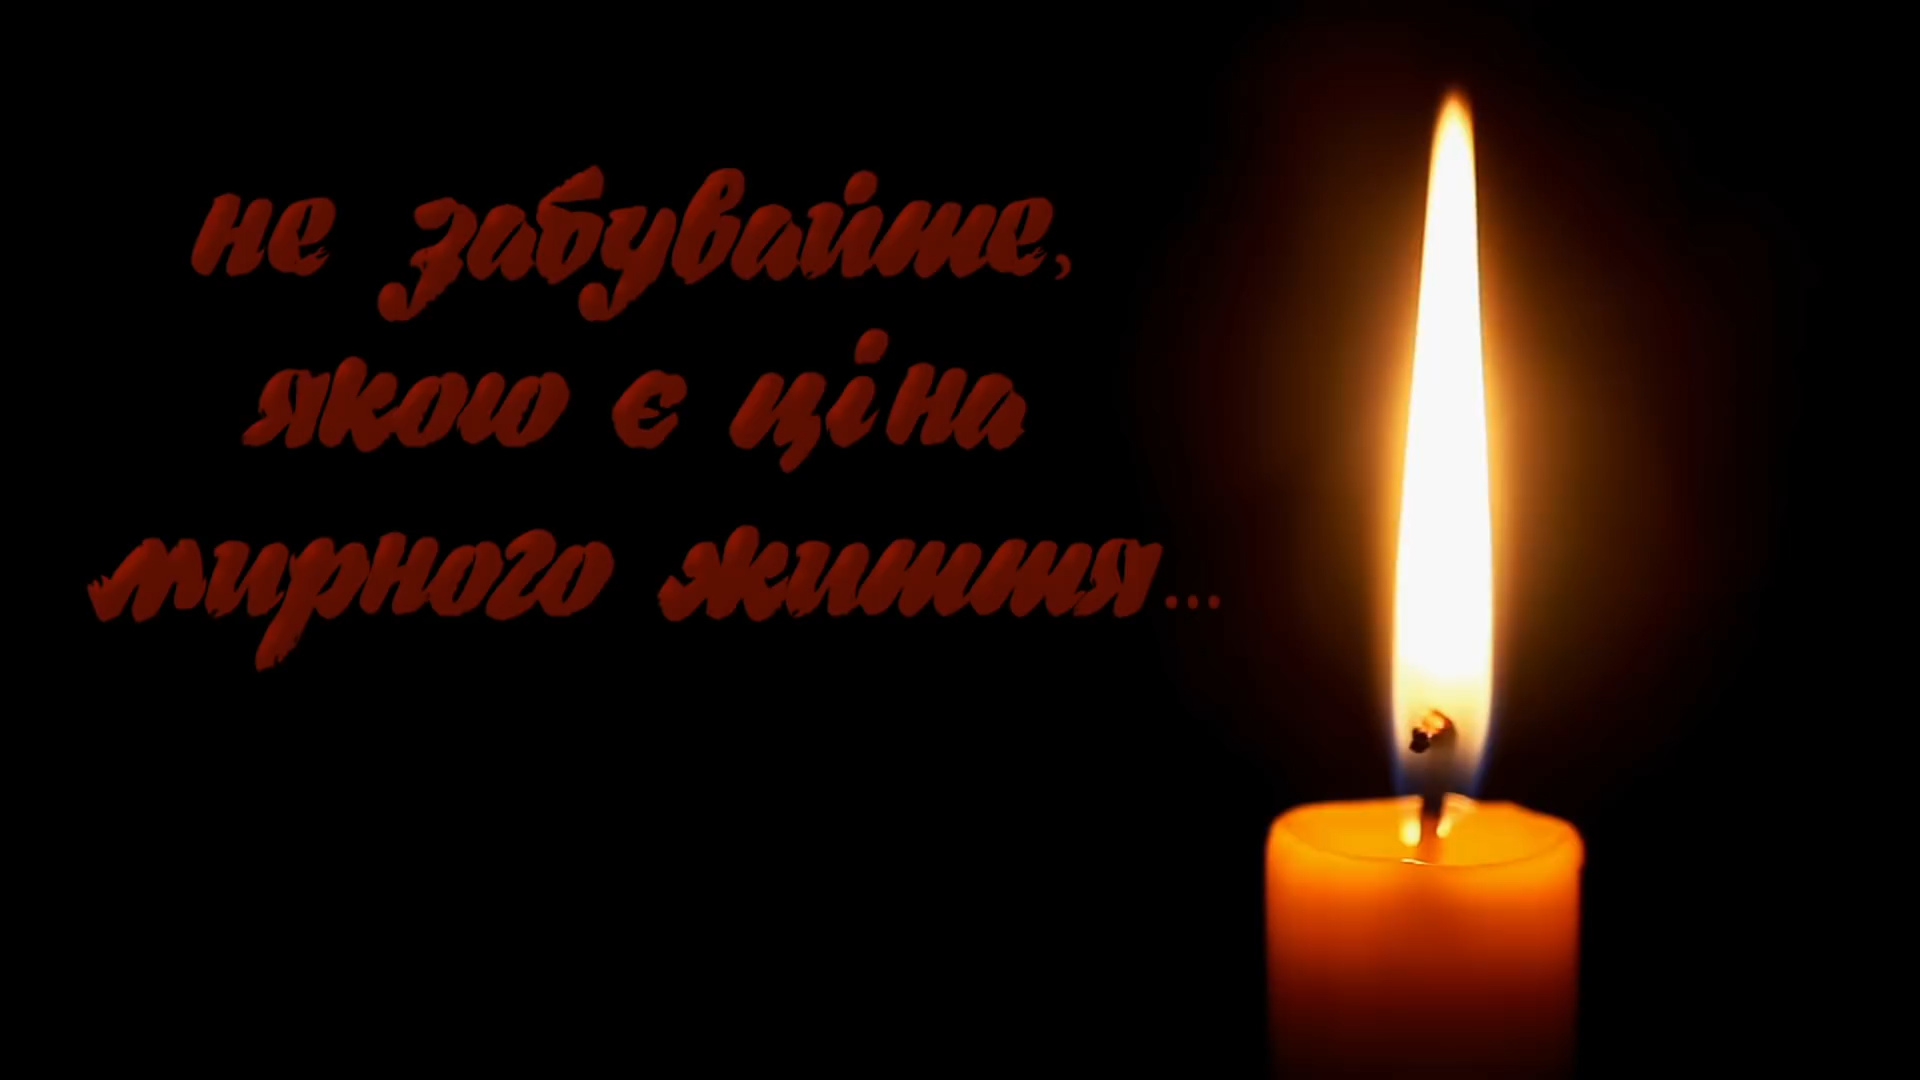 не забувайте,
якою є ціна
мирного життя...